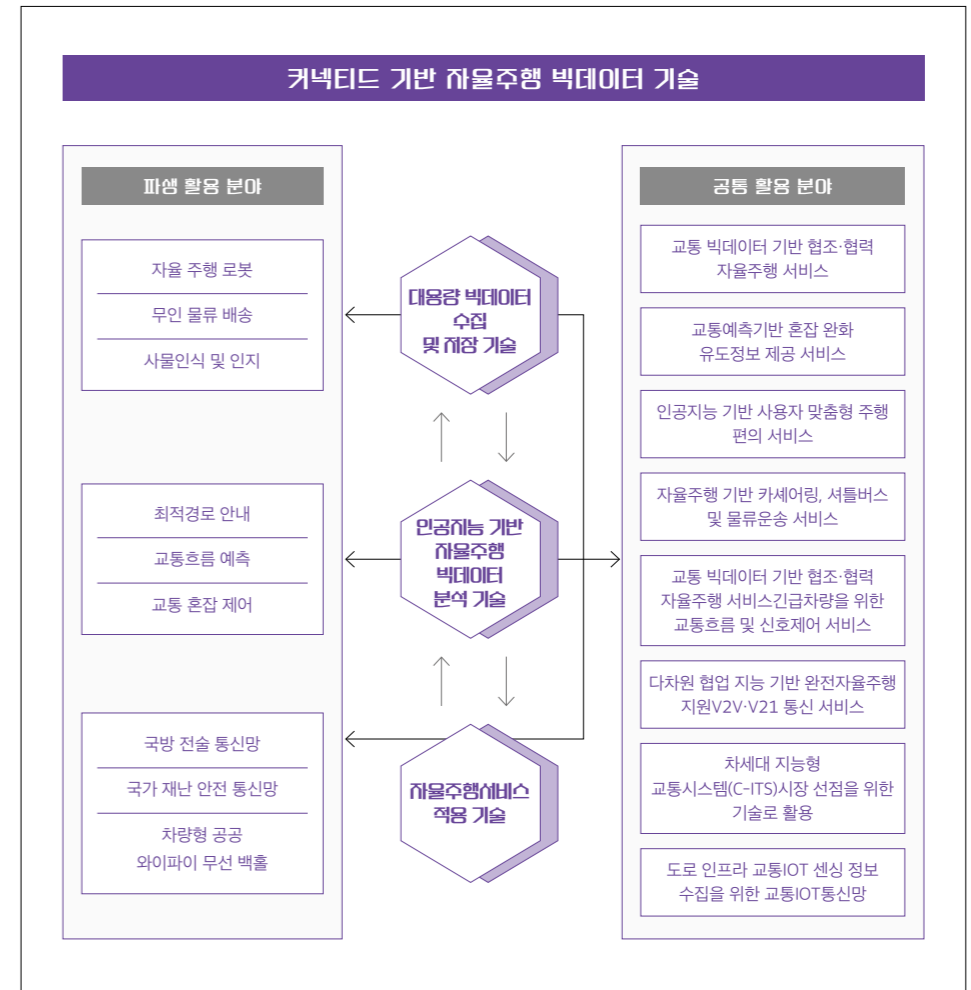 커넥티드 기반 자율주행 빅데이터 기술
파생 활용 분야
자율 주행 로봇
무인 물류 배송
사물인식 및 인지
최적경로 안내
교통흐름 예측
교통 혼잡 제어
국방 전술 통신망
국가 재난 안전 통신망
차량형 공공
와이파이 무선 백홀
대용량 빅데이터
수집
및 저장 기술
인공지능 기반
자율주행
빅데이터
분석 기술
자율주행서비스
적용 기술
공통 활용 분야
교통 빅데이터 기반 협조·협력
자율주행 서비스
교통예측기반 혼잡 완화
유도정보 제공 서비스
인공지능 기반 사용자 맞춤형 주행
편의 서비스
자율주행 기반 카셰어링, 셔틀버스
및 물류운송 서비스
교통 빅데이터 기반 협조·협력
자율주행 서비스긴급차량을 위한
교통흐름 및 신호제어 서비스
다차원 협업 지능 기반 완전자율주행
지원V2V·V21 통신 서비스
차세대 지능형
교통시스템(C-ITS)시장 선점을 위한
기술로 활용
도로 인프라 교통IOT 센싱 정보
수집을 위한 교통IOT통신망